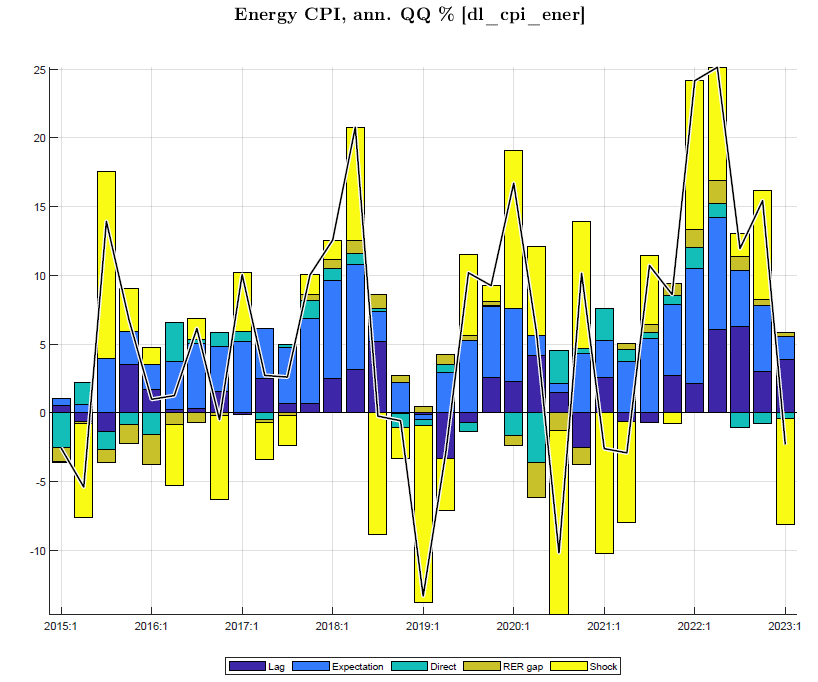 Energy CPI, ann. QQ % [dl_cpi_ener]
25
20
15
10
5
0
-5
-10
2015:1 2016:1 2017:1 2018:1 2019:1 2020:1 2021:1 2022:1 2023:1
Lag Expectation Direct RER gap Shock